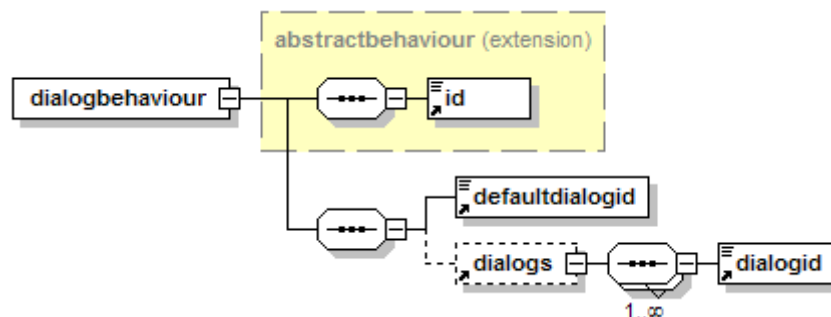 abstractbehaviour (extension)
dialogbehaviour
id
defaultdialogid
dialogs
dialogid
1..∞